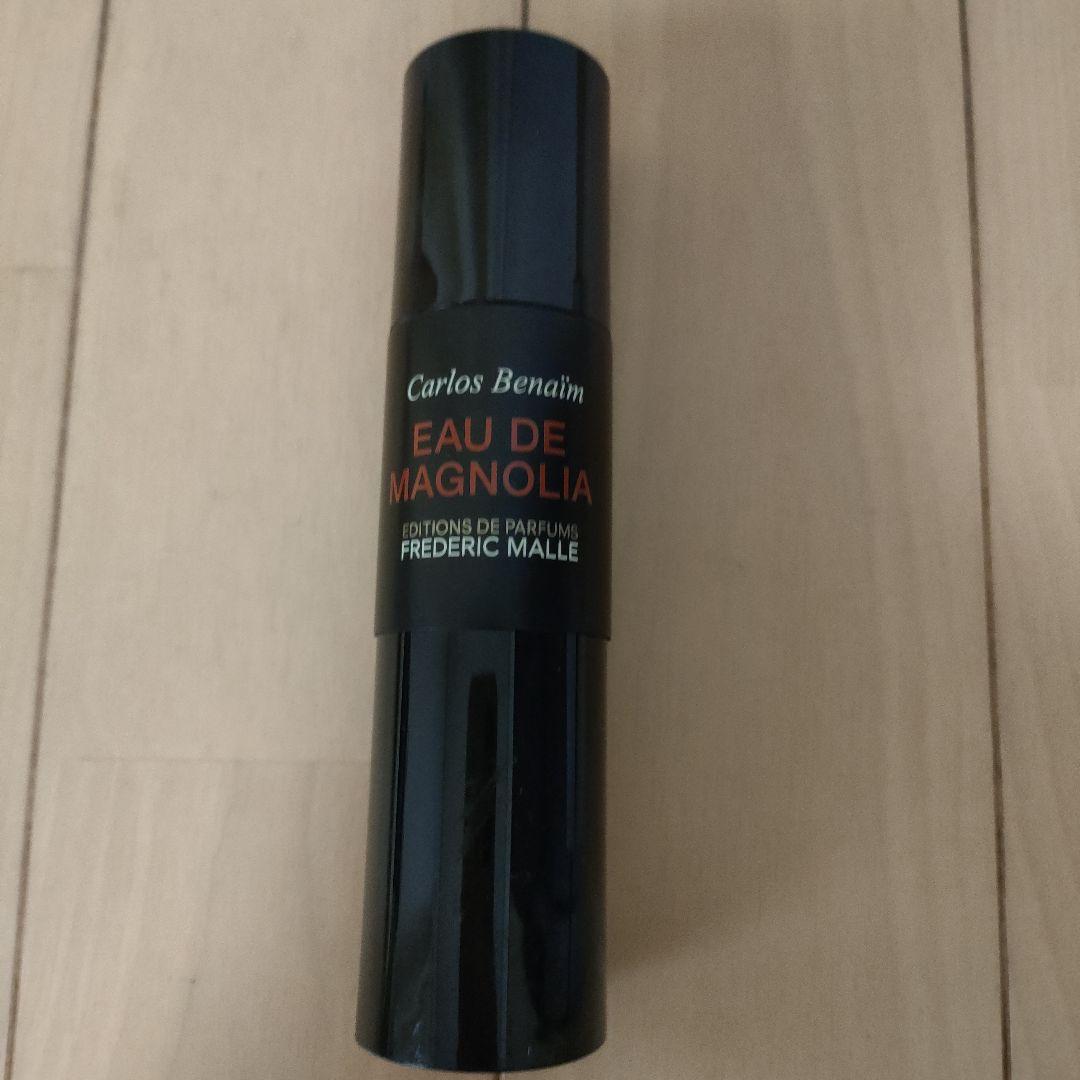 Carlos Benaïm
EAU DE
MAGNOLIA
EDITIONS DE PARFUMS
FREDERIC MALLE